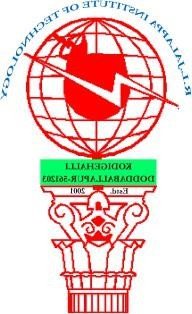 R-JALAPPA INSTITUTE OF TECHNOLOGY
KODIGEHALLI
DODDABALLAPUR-561203
Estd. 2001